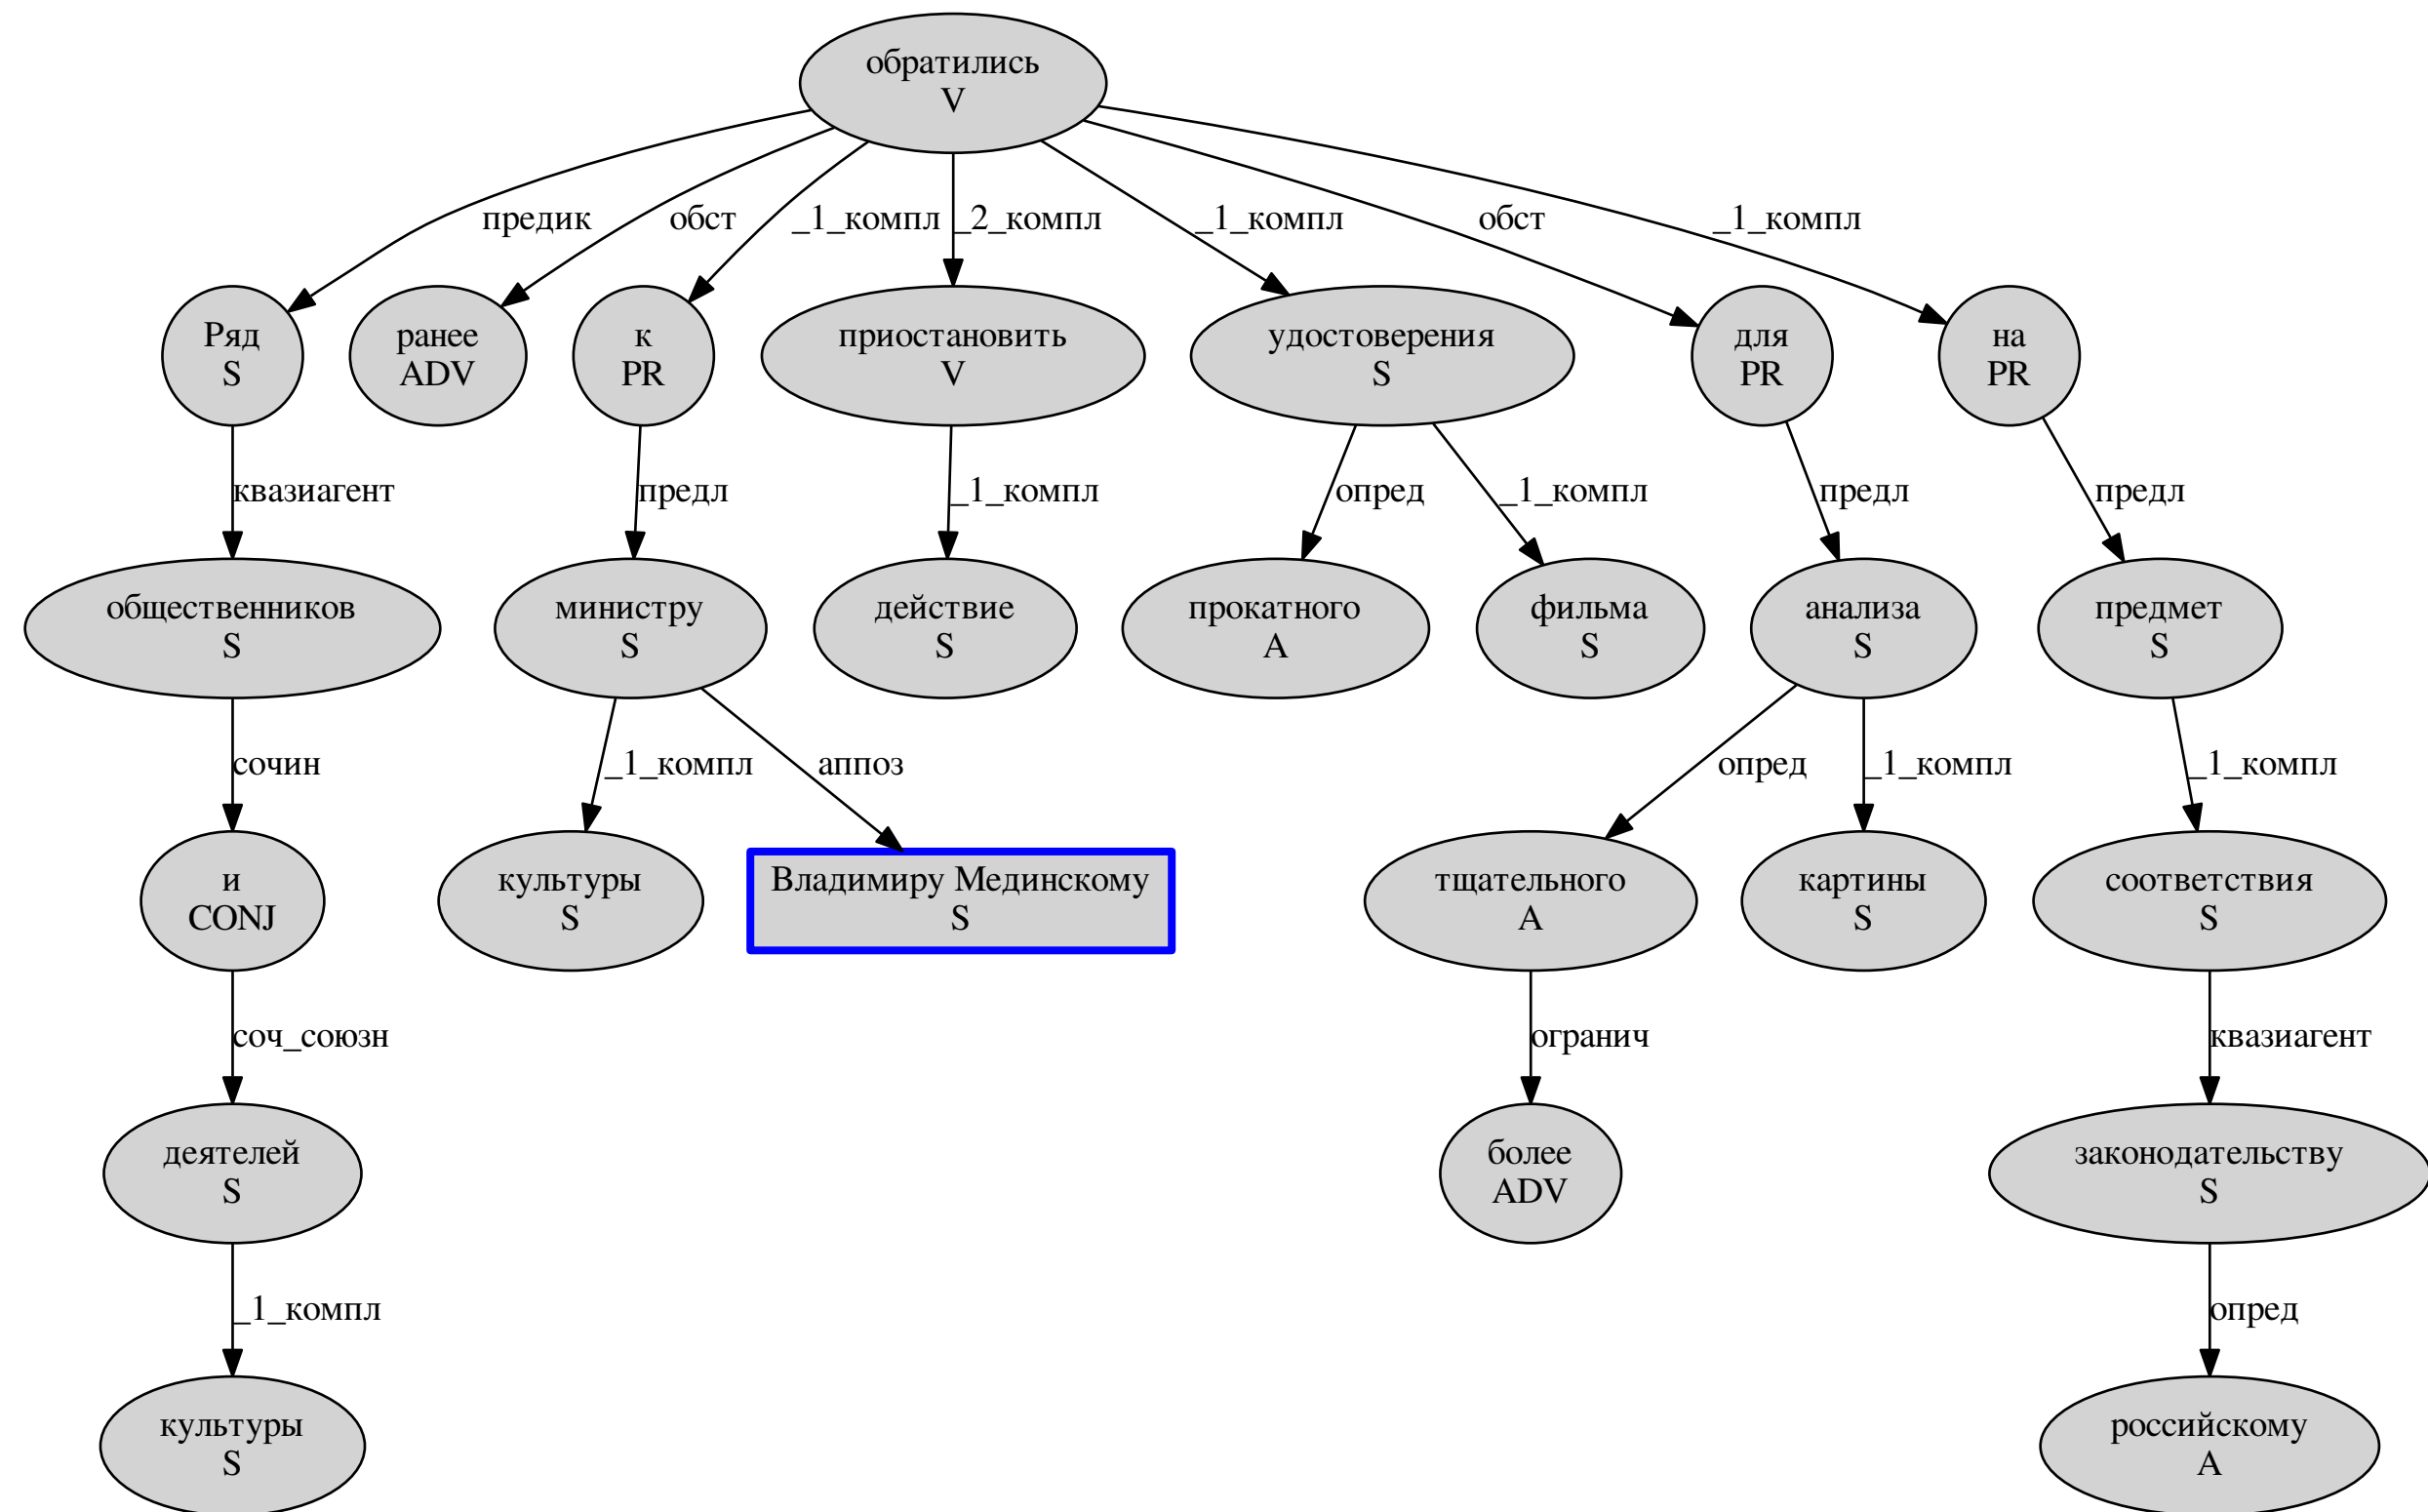 обратились
V
предик
обст
_1_компл
_2_компл
_1_компл
обст
_1_компл
Ряд
S
ранее
ADV
к
PR
приостановить
V
удостоверения
S
для
PR
на
PR
квазиагент
предл
_1_компл
опред
_1_компл
предл
предл
общественников
S
министру
S
действие
S
прокатного
A
фильма
S
анализа
S
предмет
S
сочин
_1_компл
аппоз
опред
_1_компл
_1_компл
и
CONJ
культуры
S
Владимиру Мединскому
S
тщательного
A
картины
S
соответствия
S
соч_союзн
огранич
квазиагент
деятелей
S
более
ADV
законодательству
S
_1_компл
опред
культуры
S
российскому
A